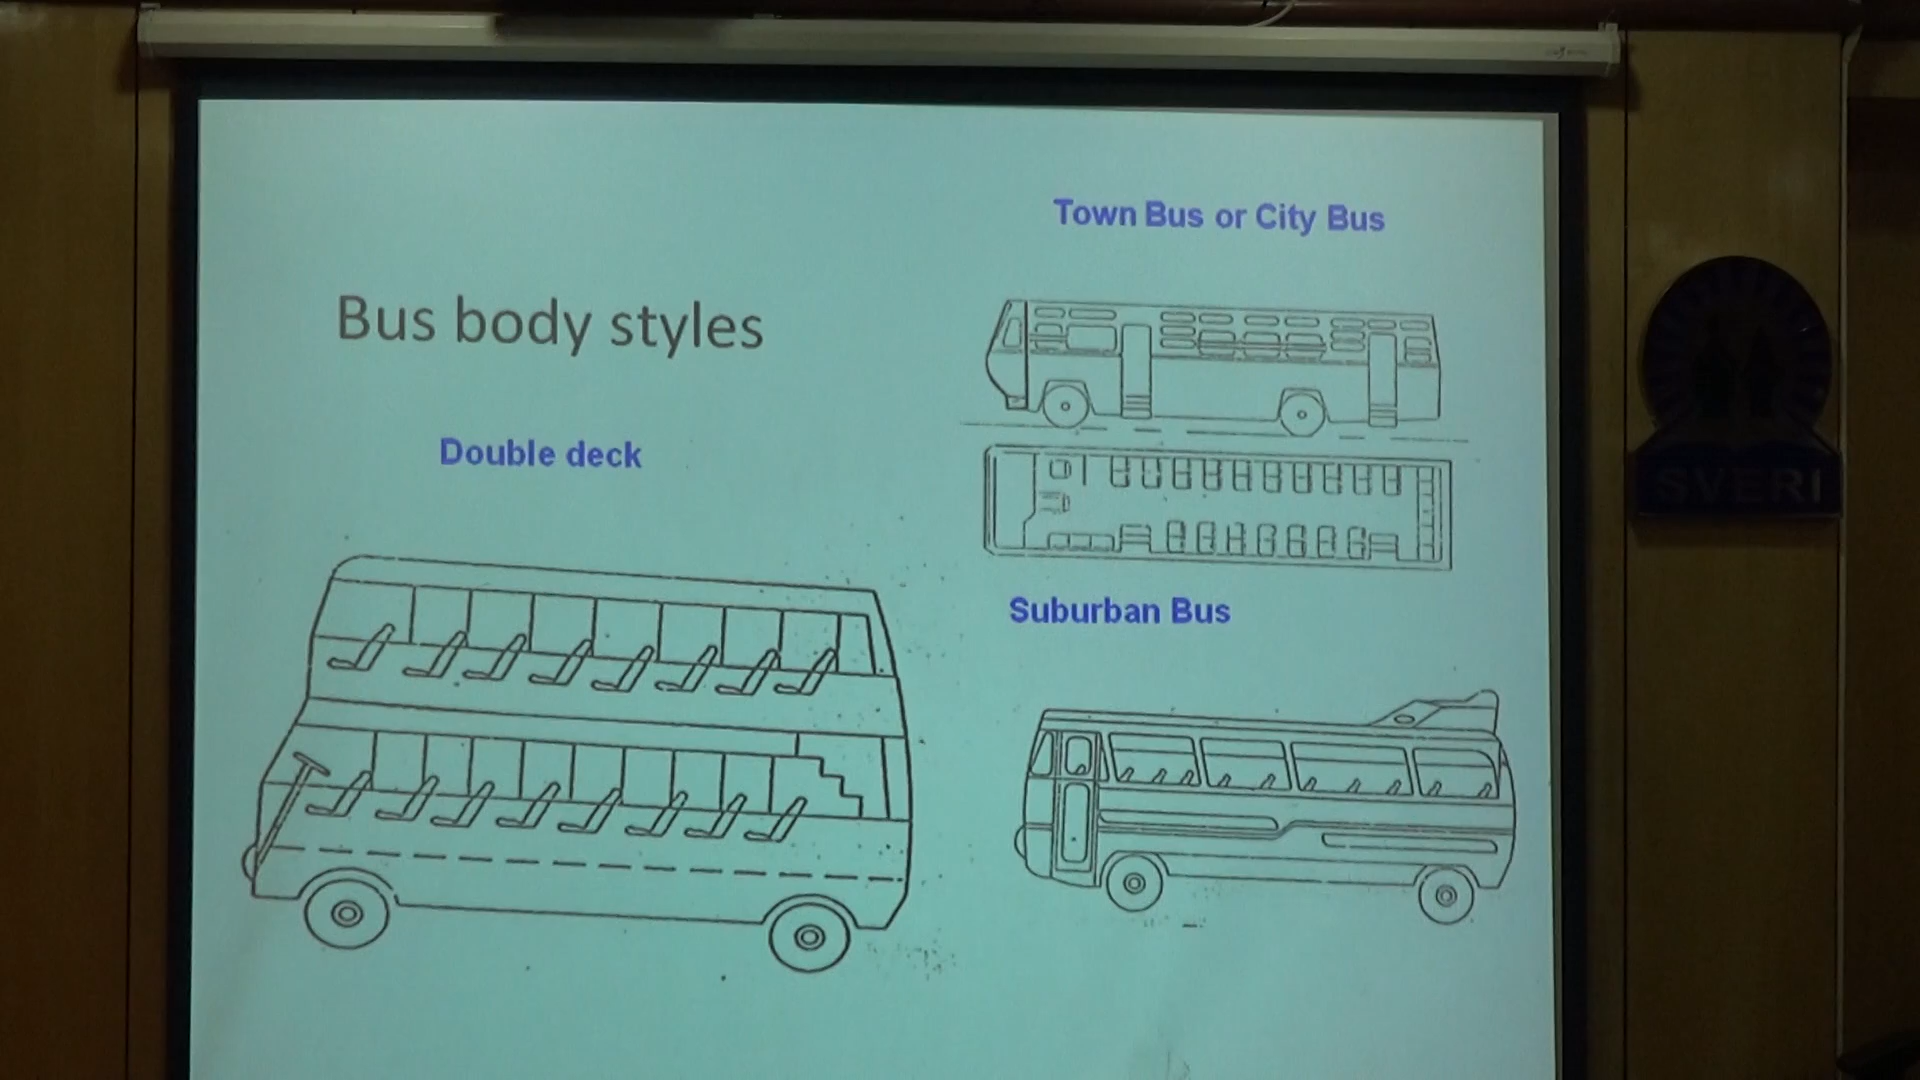 Town Bus or City Bus
Bus body styles
Double deck
Suburban Bus
SVERI